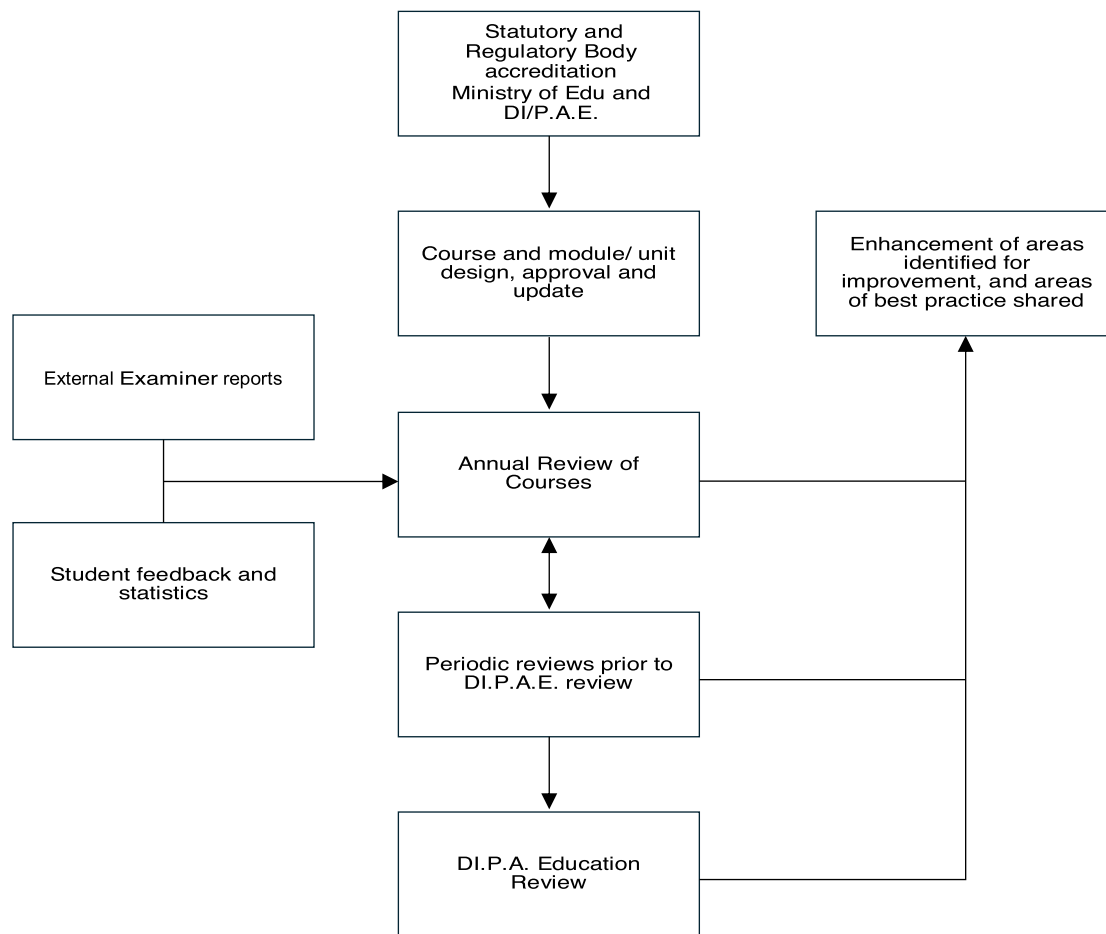 Statutory and
Regulatory Body
accreditation
Ministry of Edu and
DI/P.A.E.
Course and module/ unit
design, approval and
update
Enhancement of areas
identified for
improvement, and areas
of best practice shared
External Examiner reports
Annual Review of
Courses
Student feedback and
statistics
Periodic reviews prior to
DI.P.A.E. review
DI.P.A. Education
Review